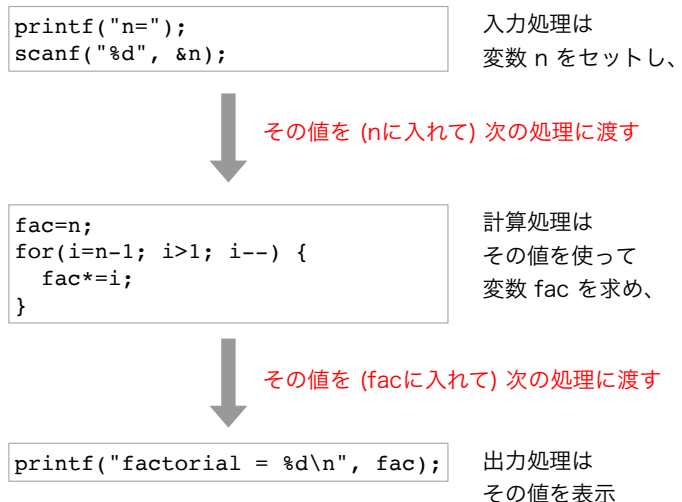 printf("n=");
scanf("%d", &n);
入力処理は
変数 n をセットし、
その値を (nに入れて) 次の処理に渡す
fac=n;
for(i=n-1; i>1; i--) {
  fac*=i;
}
計算処理は
その値を使って
変数 fac を求め、
その値を (facに入れて) 次の処理に渡す
printf("factorial = %d\n", fac);
出力処理は
その値を表示